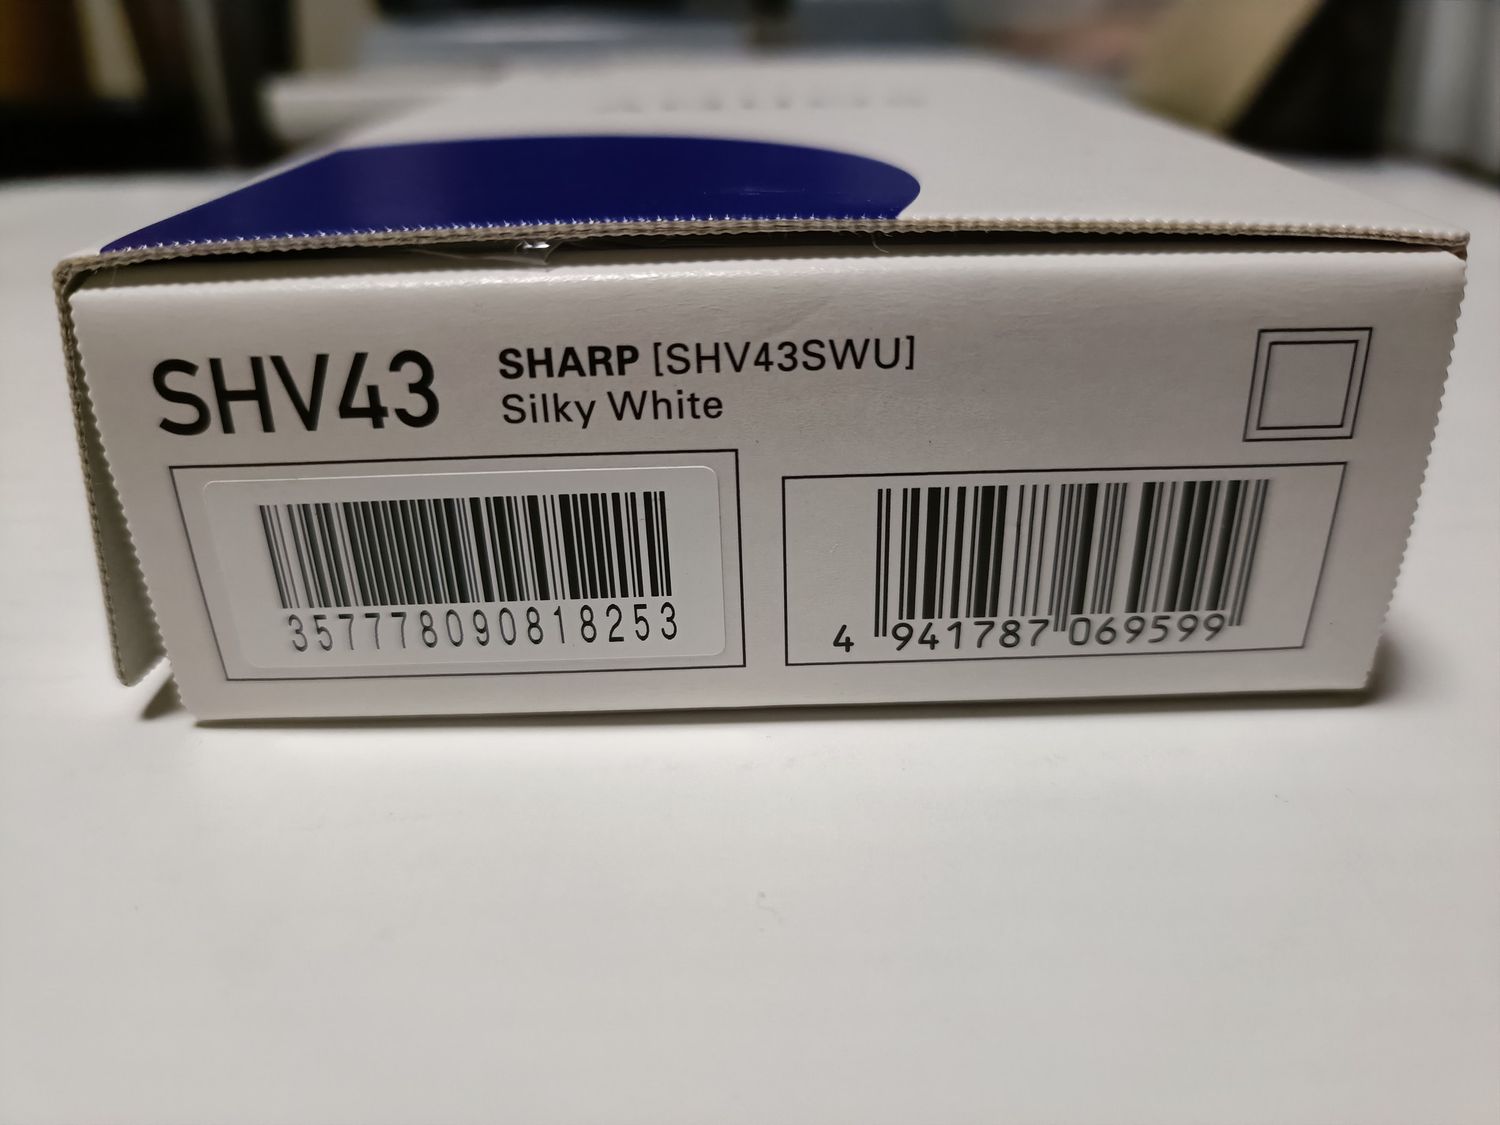 SHV43
SHARP [SHV43SWU]
Silky White
357778090818253
4 941787 069599